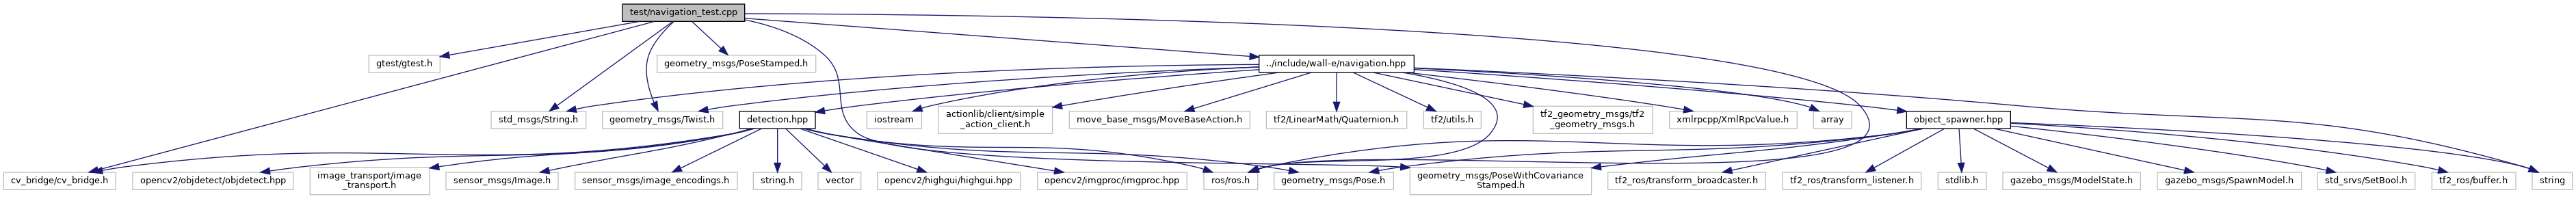 test/navigation_test.cpp
gtest/gtest.h
geometry_msgs/PoseStamped.h
../include/wall-e/navigation.hpp
std_msgs/String.h
geometry_msgs/Twist.h
detection.hpp
iostream
actionlib/client/simple
_action_client.h
move_base_msgs/MoveBaseAction.h
tf2/LinearMath/Quaternion.h
tf2/utils.h
tf2_geometry_msgs/tf2
_geometry_msgs.h
xmlrpcpp/XmlRpcValue.h
array
object_spawner.hpp
cv_bridge/cv_bridge.h
opencv2/objdetect/objdetect.hpp
image_transport/image
_transport.h
sensor_msgs/Image.h
sensor_msgs/image_encodings.h
string.h
vector
opencv2/highgui/highgui.hpp
opencv2/imgproc/imgproc.hpp
ros/ros.h
geometry_msgs/Pose.h
geometry_msgs/PoseWithCovariance
Stamped.h
tf2_ros/transform_broadcaster.h
tf2_ros/transform_listener.h
stdlib.h
gazebo_msgs/ModelState.h
gazebo_msgs/SpawnModel.h
std_srvs/SetBool.h
tf2_ros/buffer.h
string